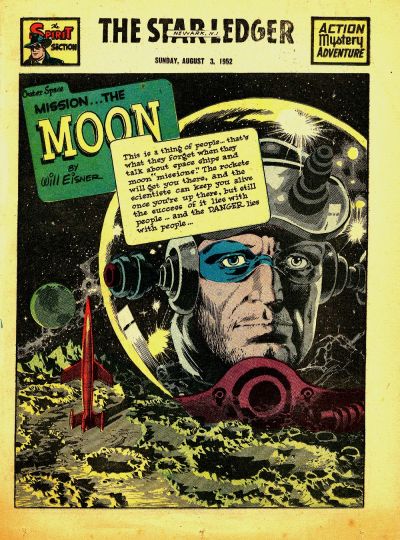 The
SPIRIT
SECTION
THE STAR-LEDGER
NEWARK, N.J.
SUNDAY, AUGUST 3, 1952
ACTION
Mystery
ADVENTURE
Outer Space
MISSION...THE
MOON
BY
Will Eisner
This is a thing of people... that's
what they forget when they
talk about space ships and
moon "missions". The rockets
will get you there, and the
scientists can keep you alive
once you're up there, but still
the success of it lies with
people ... and the DANGER lies
with people ...